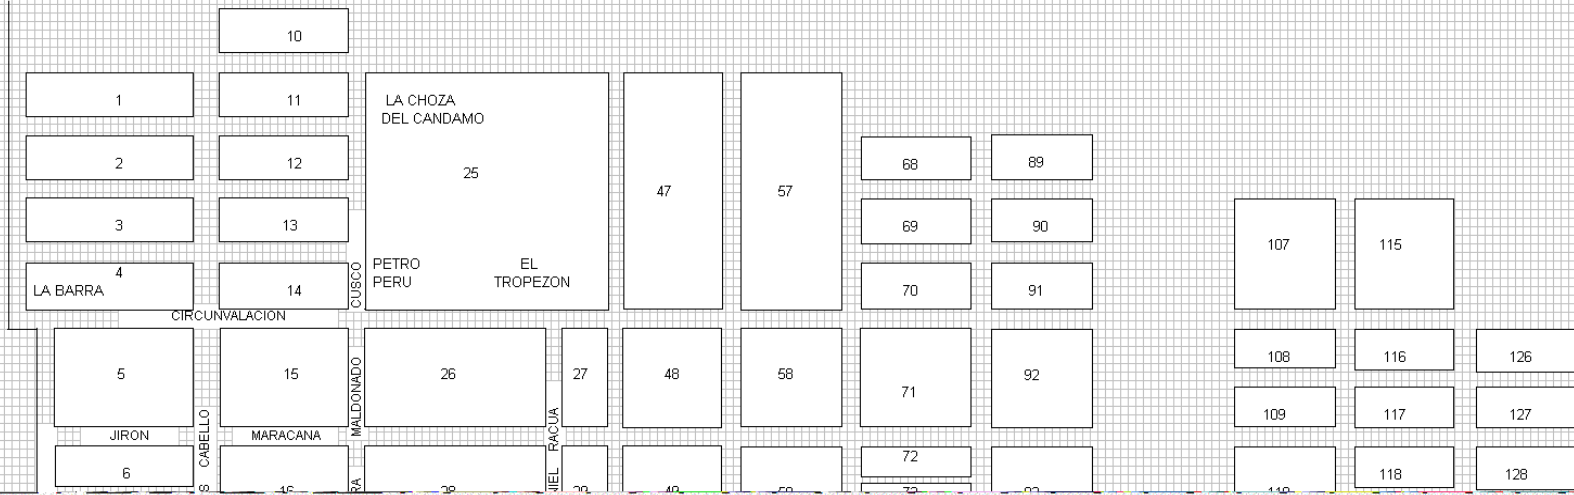 10
1
11
LA CHOZA
DEL CANDAMO
2
12
25
47
57
68
89
3
13
69
90
107
115
4
LA BARRA
14
CUSCO
PETRO
PERU
EL
TROPEZON
70
91
CIRCUNVALACION
5
15
MALDONADO
26
27
48
58
71
92
108
116
126
109
117
127
JIRON
CABELLO
MARACANA
RACUA
6
72
118
128